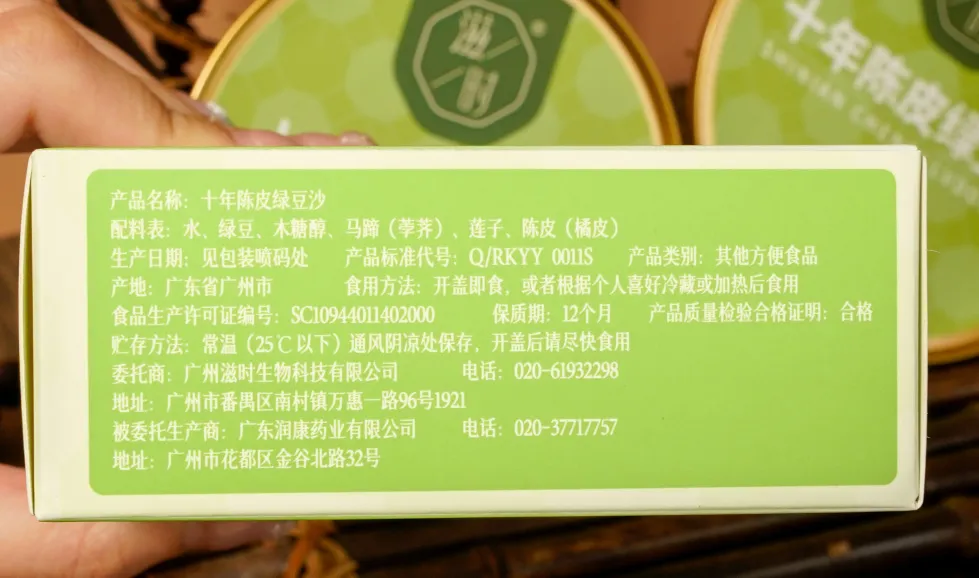 滋时
十年陈皮绿
产品名称：十年陈皮绿豆沙
配料表：水、绿豆、木糖醇、马蹄（荸荠）、莲子、陈皮（橘皮）
生产日期：见包装喷码处 产品标准代号：Q/RKYY 0011S 产品类别：其他方便食品
产地：广东省广州市 食用方法：开盖即食，或者根据个人喜好冷藏或加热后食用
食品生产许可证编号：SC10944011402000 保质期：12个月 产品质量检验合格证明：合格
贮存方法：常温（25℃以下）通风阴凉处保存，开盖后请尽快食用
委托商：广州滋时生物科技有限公司 电话：020-61932298
地址：广州市番禺区南村镇万惠一路96号1921
被委托生产商：广东润康药业有限公司 电话：020-37717757
地址：广州市花都区金谷北路32号